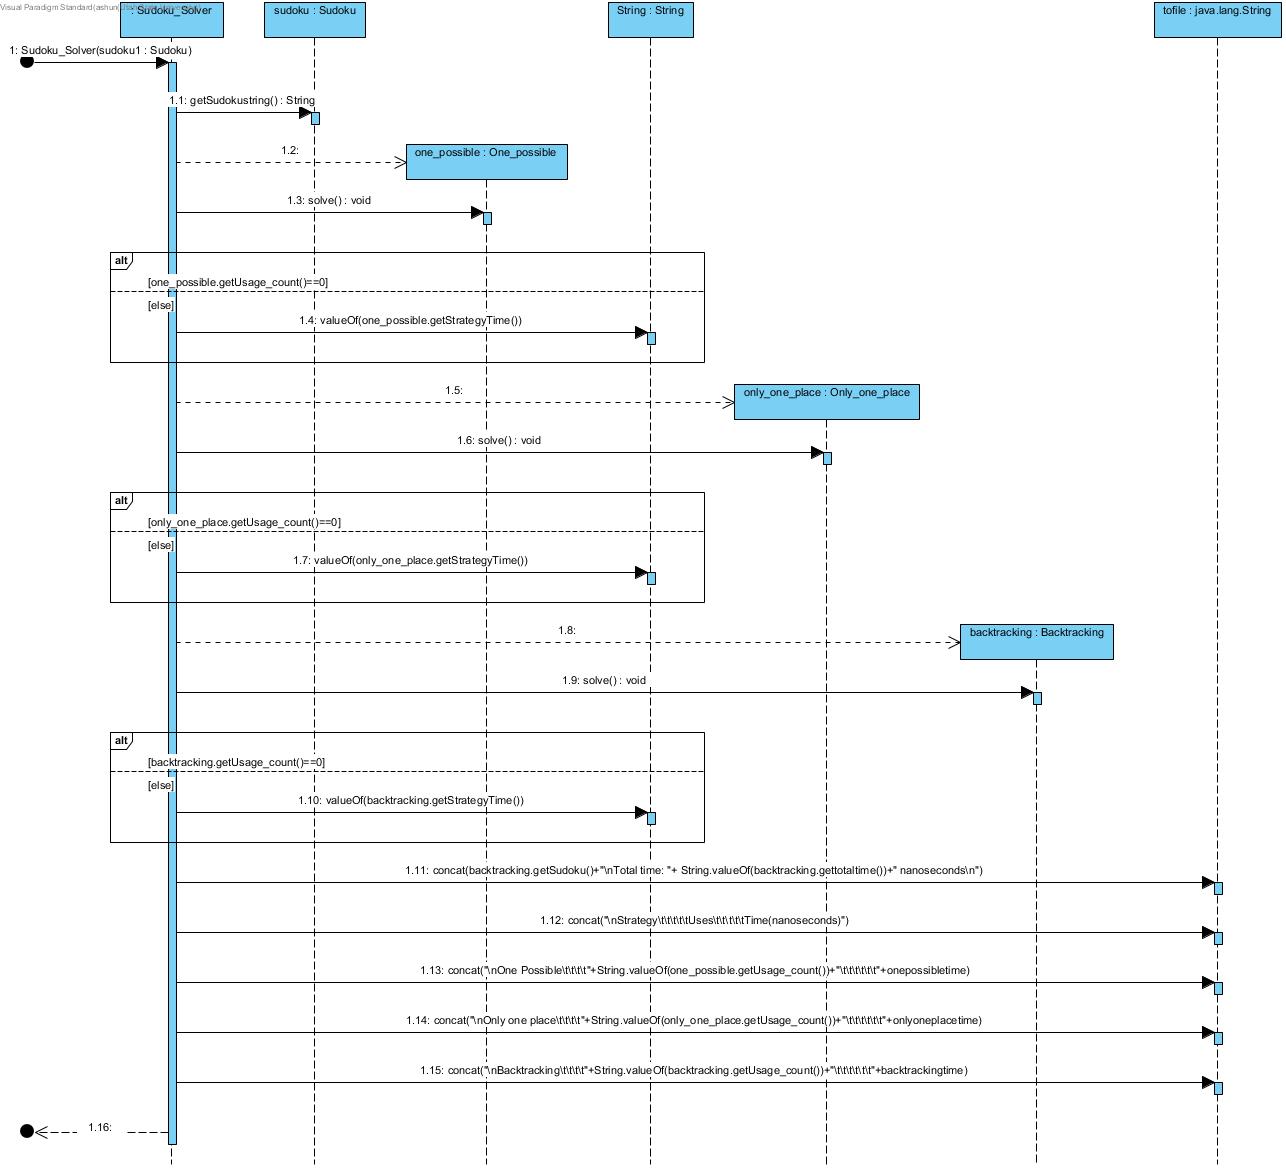 Visual Paradigm Standard(ashun(Utah State University))
: Sudoku_Solver
sudoku : Sudoku
String : String
tofile : java.lang.String
1: Sudoku_Solver(sudoku1 : Sudoku)
1.1: getSudokustring() : String
1.2:
one_possible : One_possible
1.3: solve() : void
alt
[one_possible.getUsage_count()==0]
[else]
1.4: valueOf(one_possible.getStrategyTime())
1.5:
only_one_place : Only_one_place
1.6: solve() : void
alt
[only_one_place.getUsage_count()==0]
[else]
1.7: valueOf(only_one_place.getStrategyTime())
1.8:
backtracking : Backtracking
1.9: solve() : void
alt
[backtracking.getUsage_count()==0]
[else]
1.10: valueOf(backtracking.getStrategyTime())
1.11: concat(backtracking.getSudoku()+"\nTotal time: "+ String.valueOf(backtracking.gettotaltime())+" nanoseconds\n")
1.12: concat("\nStrategy\t\t\t\t\tUses\t\t\t\t\tTime(nanoseconds)")
1.13: concat("\nOne Possible\t\t\t\t"+String.valueOf(one_possible.getUsage_count())+"\t\t\t\t\t\t"+onepossibletime)
1.14: concat("\nOnly one place\t\t\t\t"+String.valueOf(only_one_place.getUsage_count())+"\t\t\t\t\t\t"+onlyoneplacetime)
1.15: concat("\nBacktracking\t\t\t\t"+String.valueOf(backtracking.getUsage_count())+"\t\t\t\t\t\t"+backtrackingtime)
1.16: